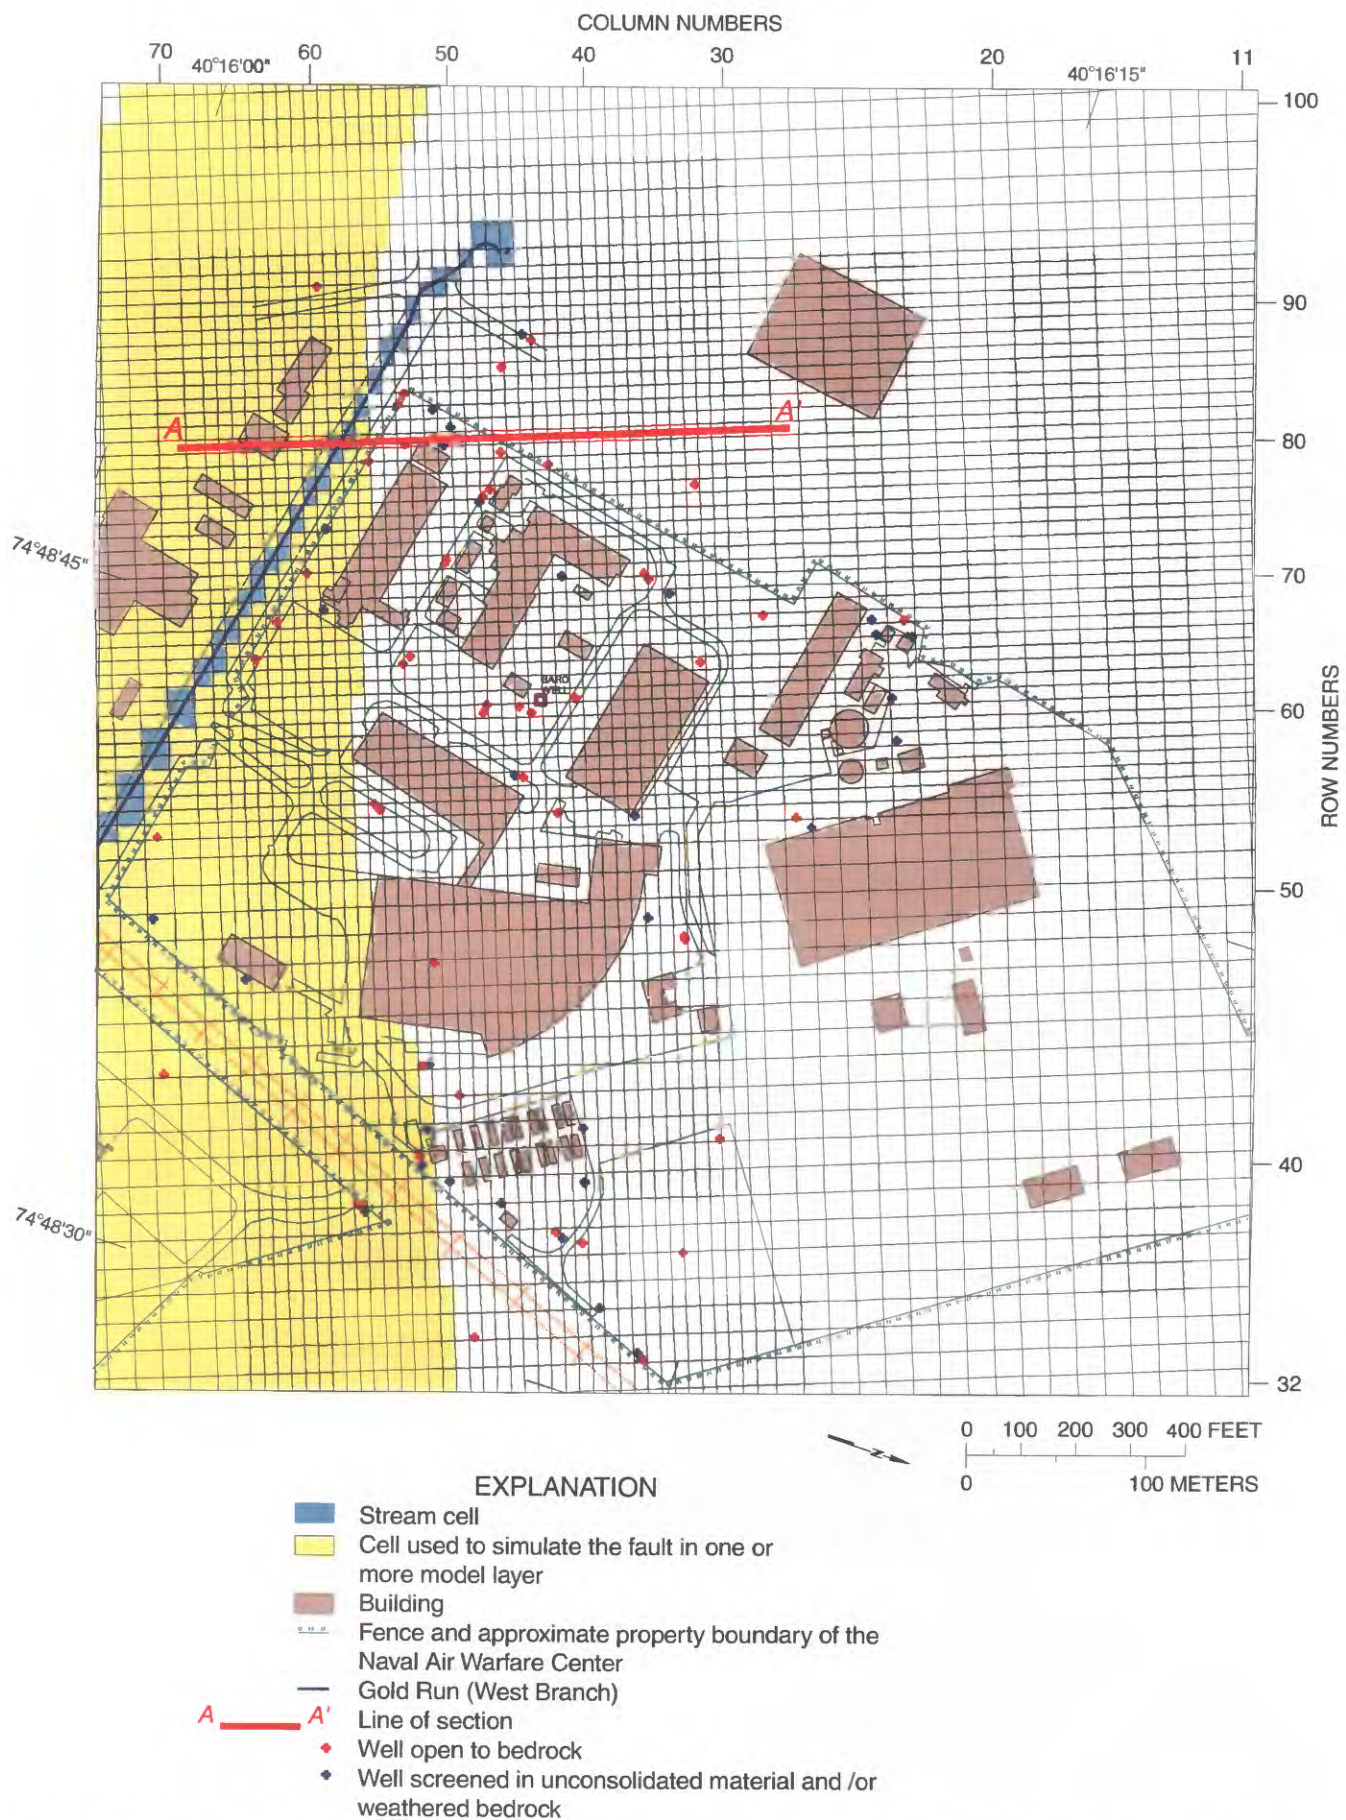 COLUMN NUMBERS
70 60 50 40 30 20 11
40°16'00" 40°16'15"
100
90
A A'
80
74°48'45"
70
BARO
WELL
60
ROW NUMBERS
50
40
74°48'30"
32
N
0 100 200 300 400 FEET
0 100 METERS
EXPLANATION
Stream cell
Cell used to simulate the fault in one or
more model layer
Building
Fence and approximate property boundary of the
Naval Air Warfare Center
Gold Run (West Branch)
A A' Line of section
Well open to bedrock
Well screened in unconsolidated material and /or
weathered bedrock